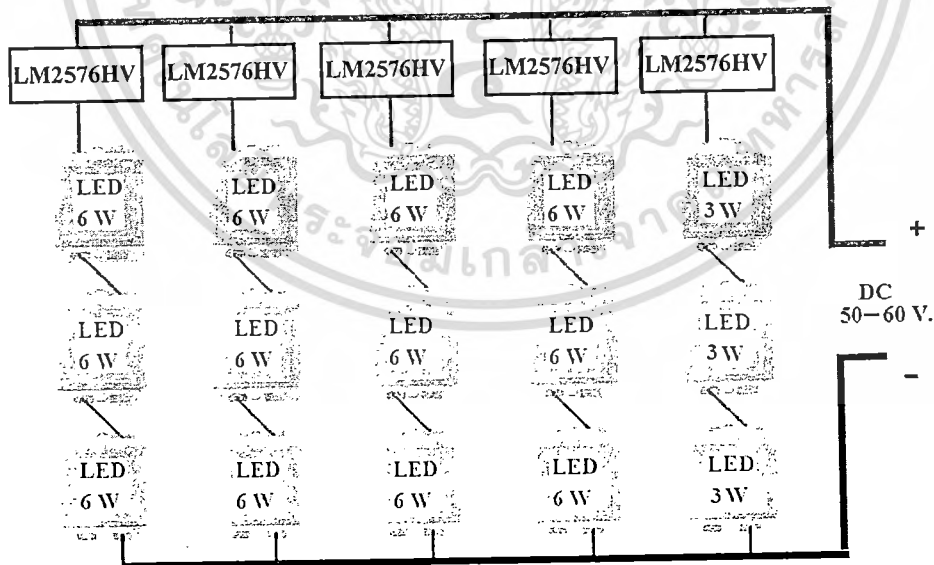 LM2576HV LM2576HV LM2576HV LM2576HV LM2576HV
LED LED LED LED LED
6 W 6 W 6 W 6 W 3 W
+
DC
50–60 V.
LED LED LED LED LED
6 W 6 W 6 W 6 W 3 W
–
LED LED LED LED LED
6 W 6 W 6 W 6 W 3 W